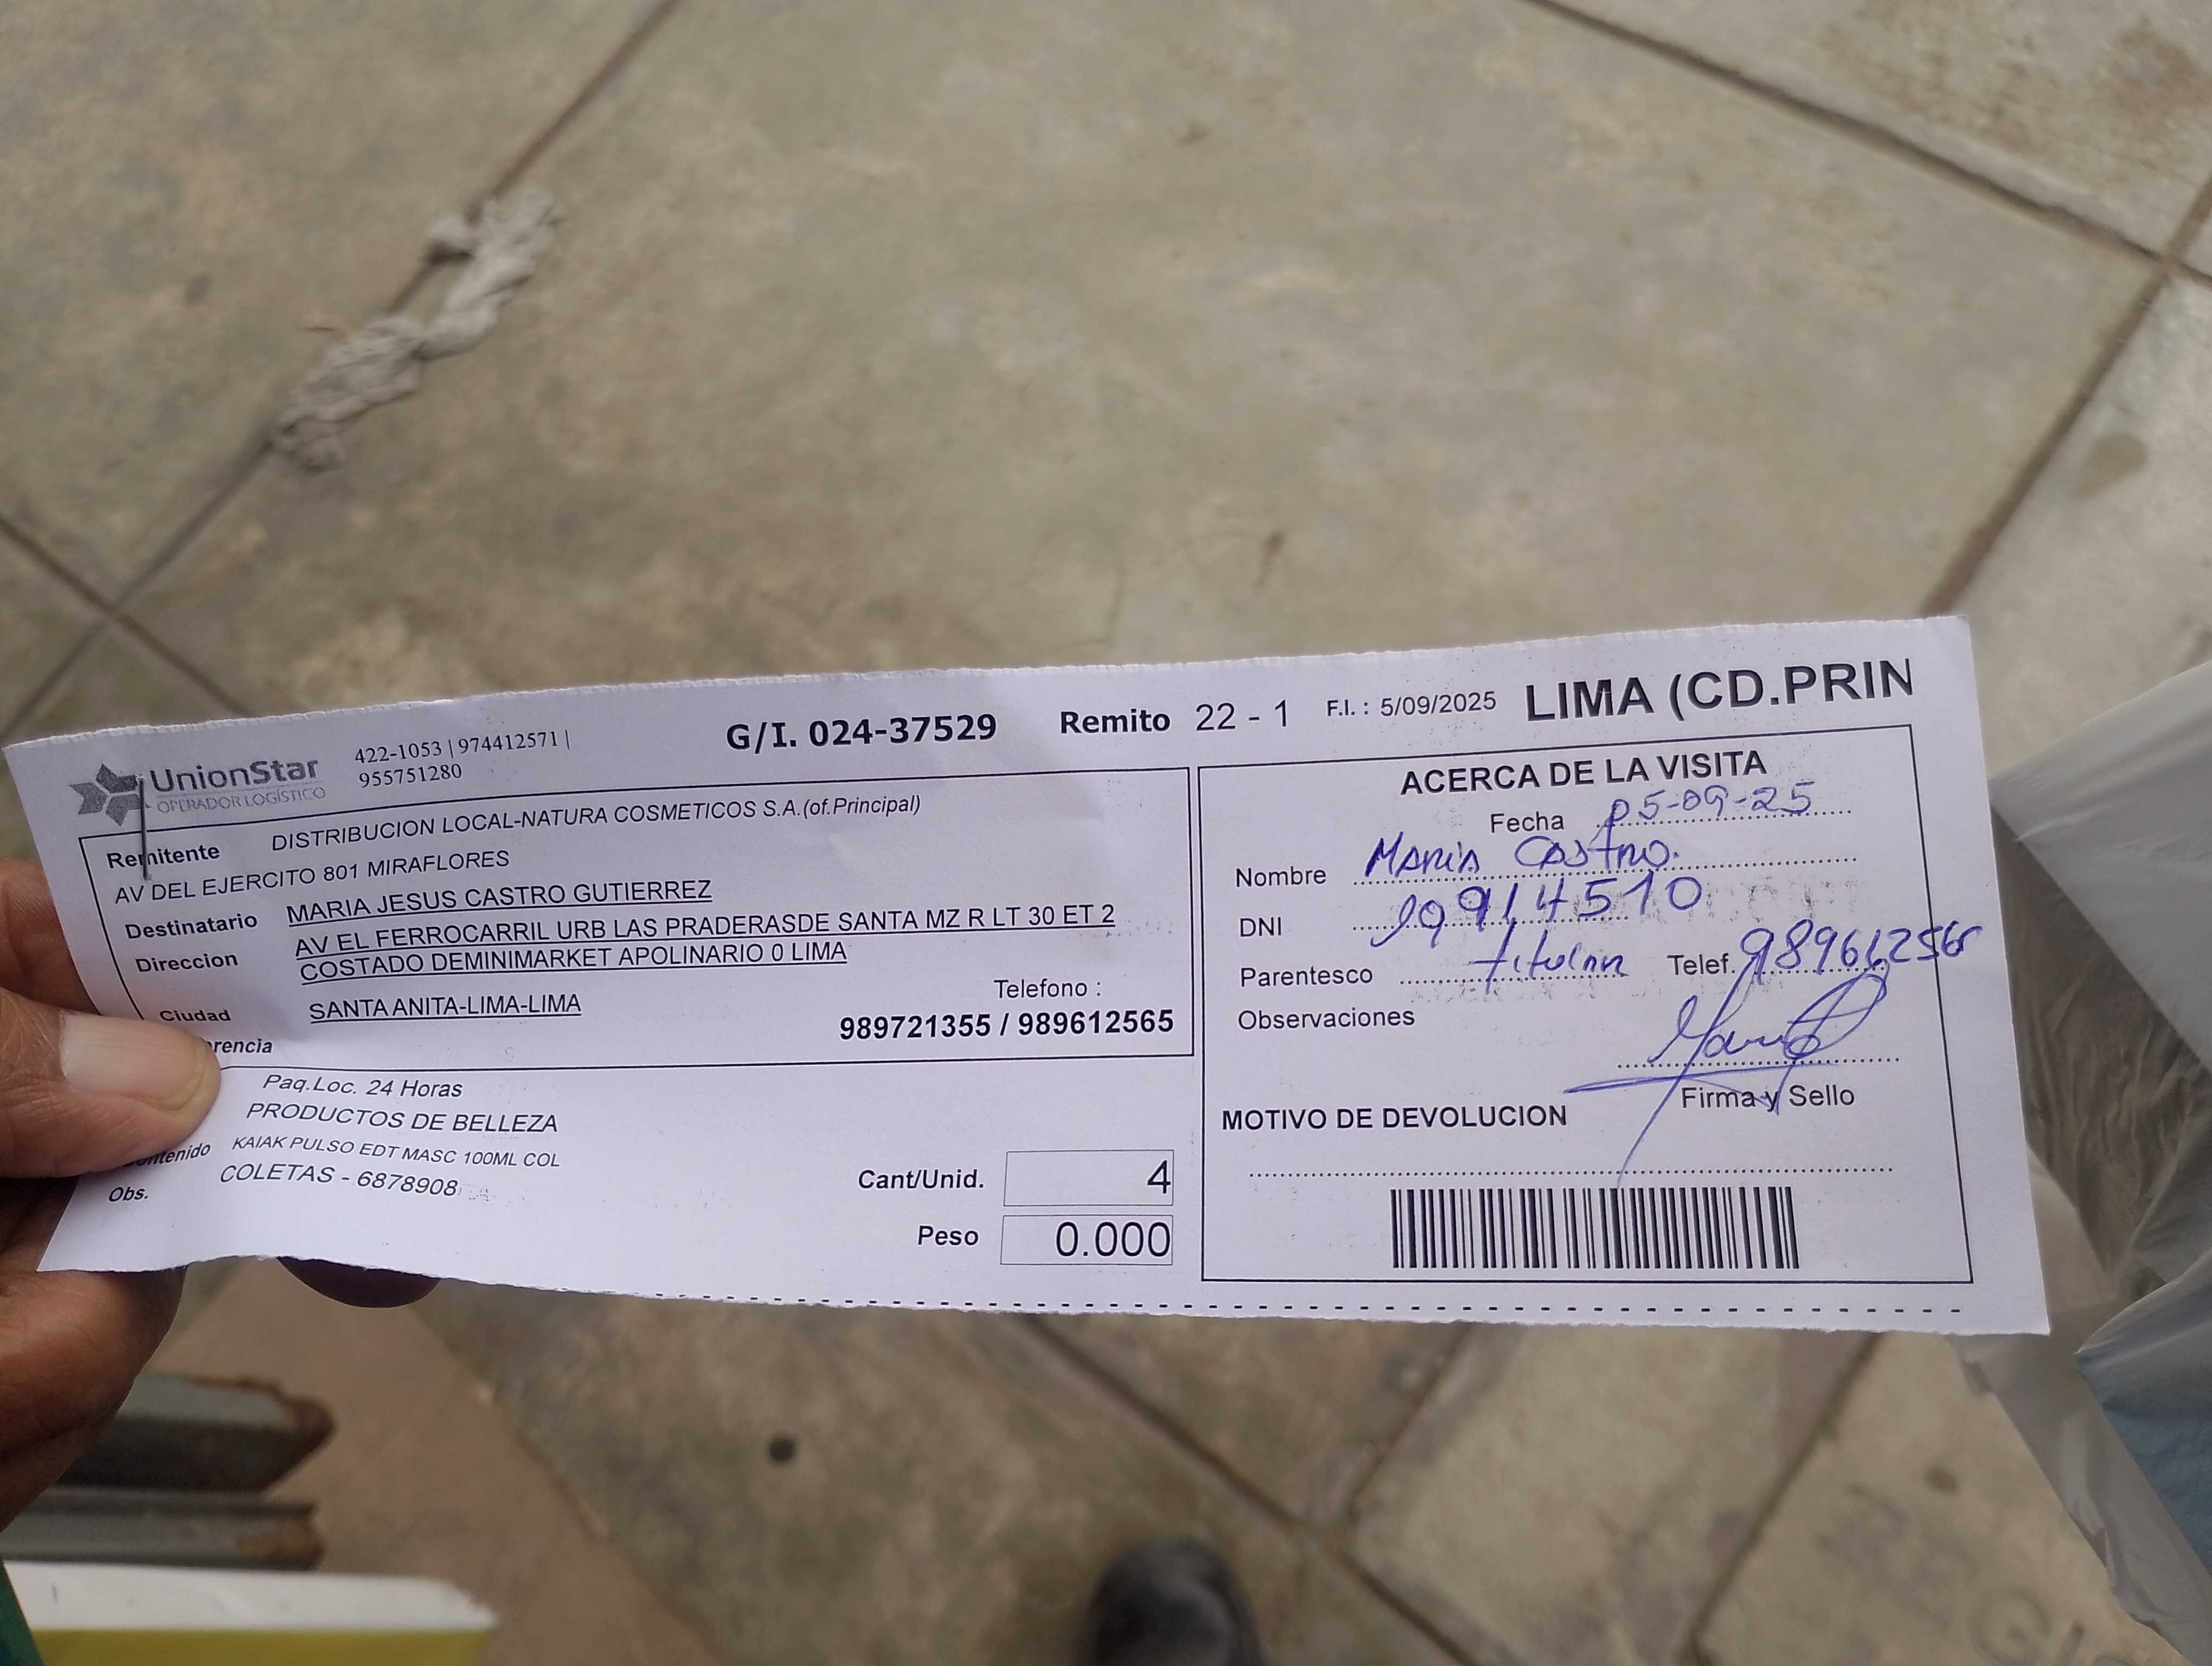 UnionStar
OPERADOR LOGÍSTICO
422-1053 | 974412571 |
955751280
G/I. 024-37529
Remito 22 - 1
F.I. : 5/09/2025
LIMA (CD.PRIN
Remitente DISTRIBUCION LOCAL-NATURA COSMETICOS S.A.(of.Principal)
AV DEL EJERCITO 801 MIRAFLORES
Destinatario MARIA JESUS CASTRO GUTIERREZ
Direccion AV EL FERROCARRIL URB LAS PRADERASDE SANTA MZ R LT 30 ET 2
COSTADO DEMINIMARKET APOLINARIO 0 LIMA
Ciudad SANTA ANITA-LIMA-LIMA
Telefono :
989721355 / 989612565
rencia
Paq.Loc. 24 Horas
PRODUCTOS DE BELLEZA
ontenido KAIAK PULSO EDT MASC 100ML COL
Obs. COLETAS - 6878908
Cant/Unid. 4
Peso 0.000
ACERCA DE LA VISITA
Fecha 05-09-25
Nombre Maria Castro.
DNI 09914510
Parentesco titular Telef. 989612565
Observaciones
Firma y Sello
MOTIVO DE DEVOLUCION